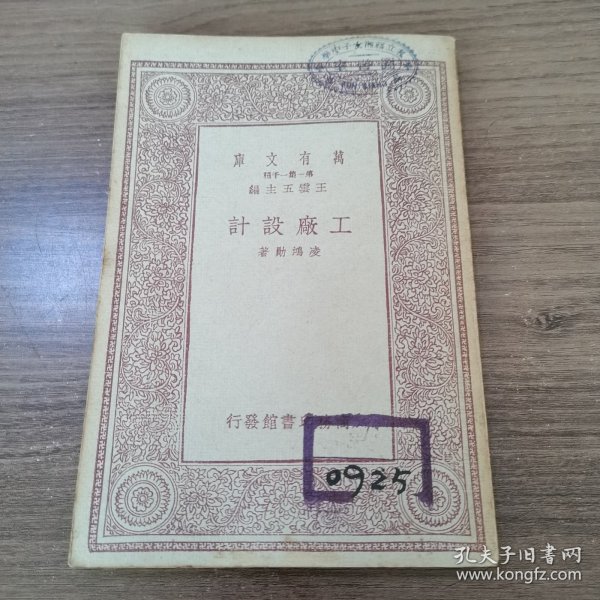 萬有文庫
第一集一千種
王雲五主編
工廠設計
凌鴻勛著
商務印書館發行
0925
孔夫子旧书网
www.kongfz.com